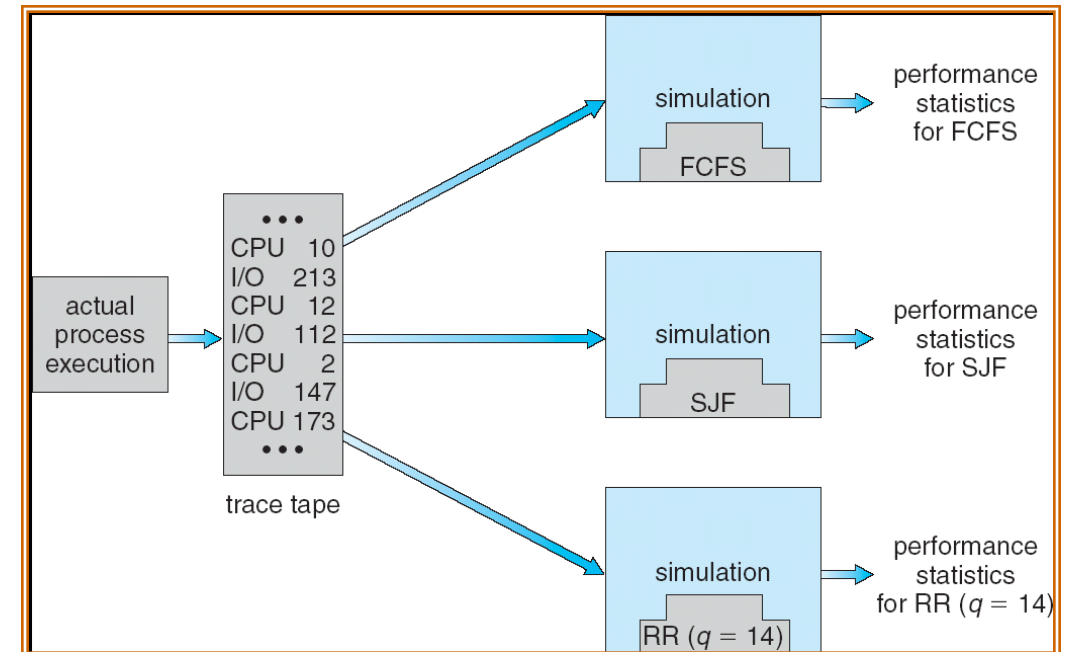 actual
process
execution
• • •
CPU 10
I/O 213
CPU 12
I/O 112
CPU 2
I/O 147
CPU 173
• • •
trace tape
simulation
FCFS
performance
statistics
for FCFS
simulation
SJF
performance
statistics
for SJF
simulation
RR (q = 14)
performance
statistics
for RR (q = 14)